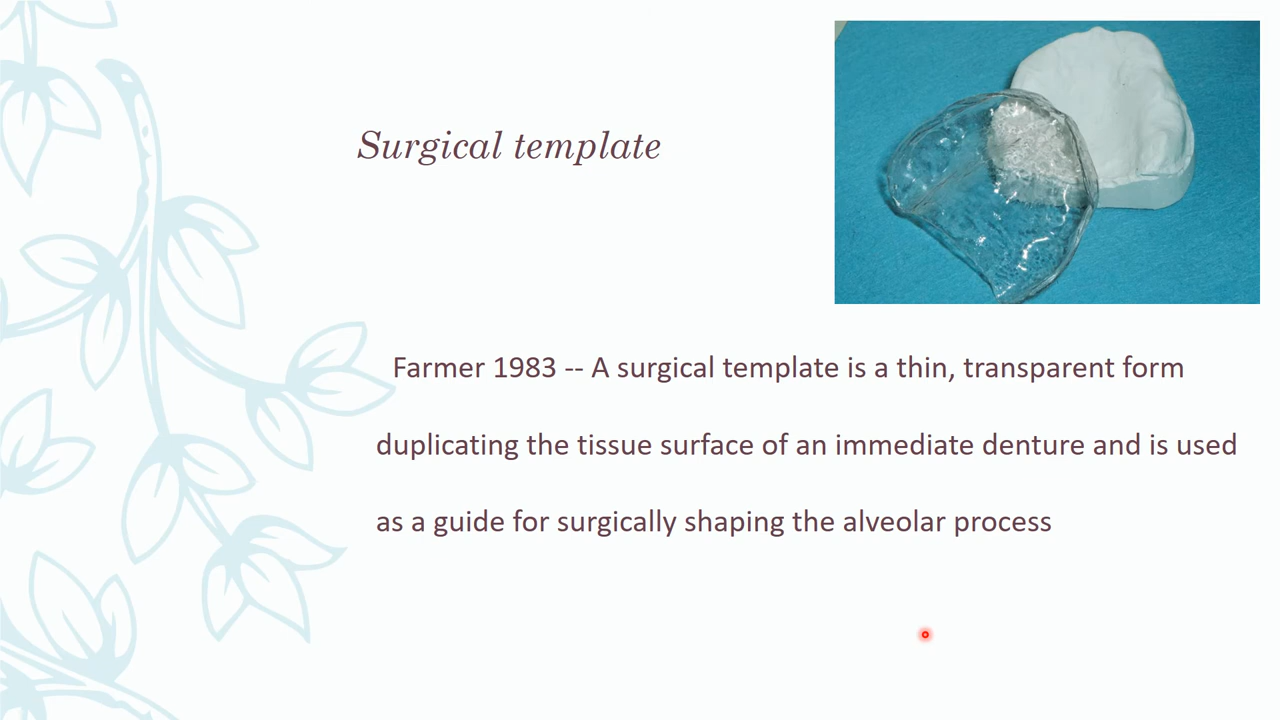 Surgical template
Farmer 1983 -- A surgical template is a thin, transparent form
duplicating the tissue surface of an immediate denture and is used
as a guide for surgically shaping the alveolar process